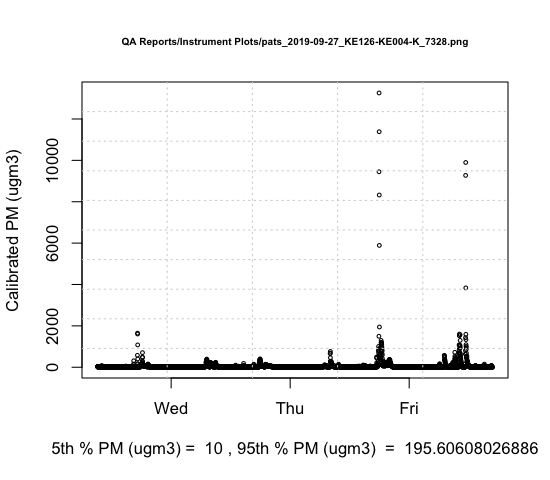 QA Reports/Instrument Plots/pats_2019-09-27_KE126-KE004-K_7328.png
Calibrated PM (ugm3)
10000
6000
2000
0
Wed Thu Fri
5th % PM (ugm3) = 10 , 95th % PM (ugm3) = 195.60608026886